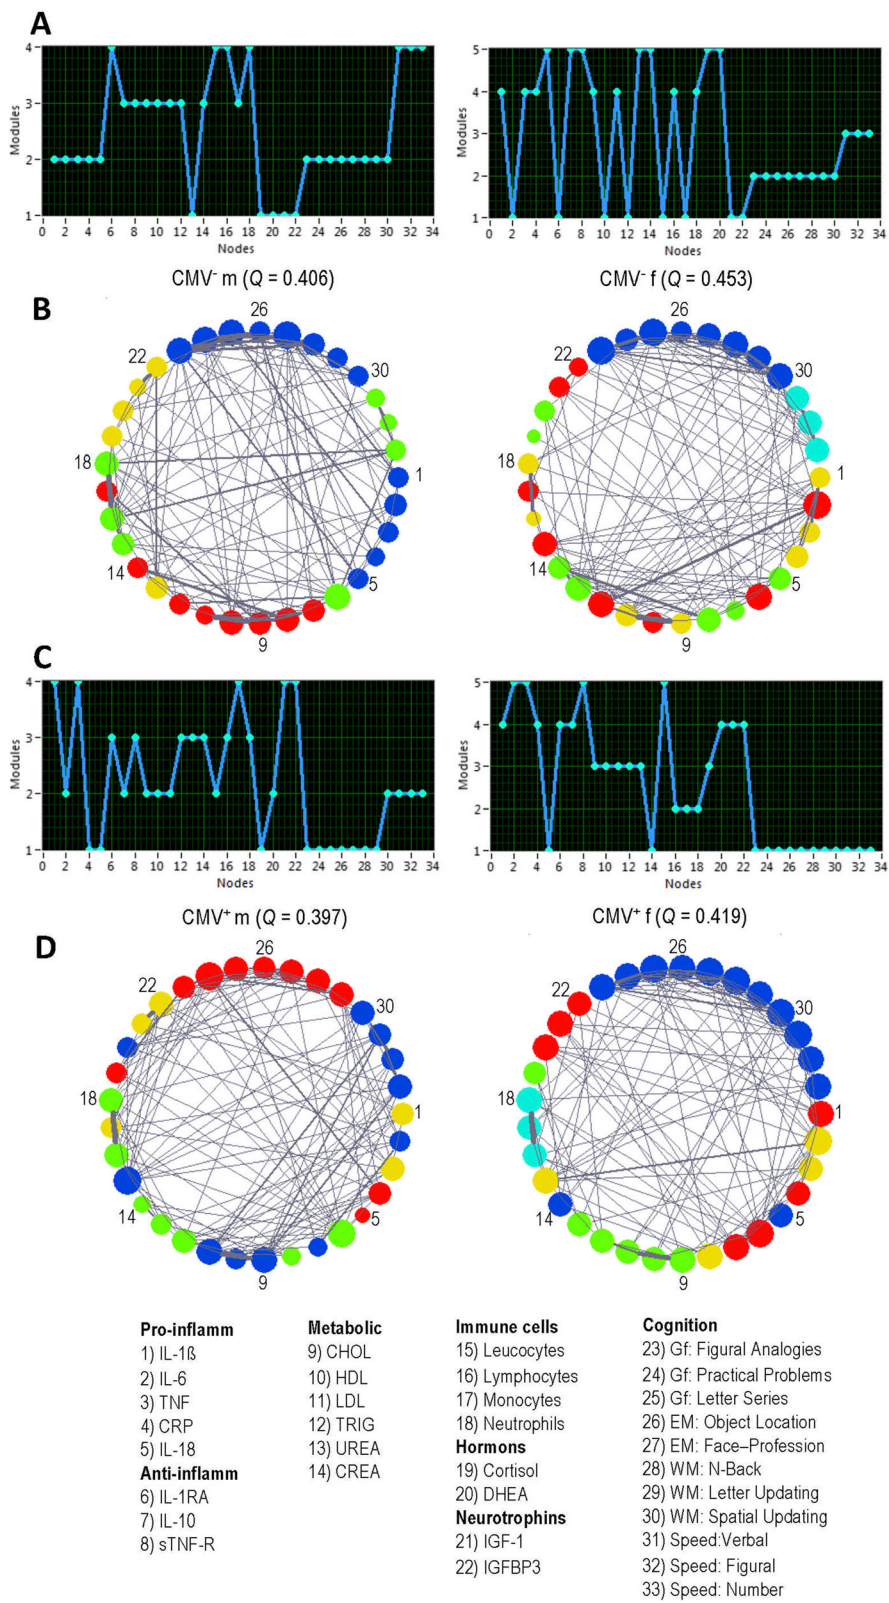 A
4
3
2
1
Modules
0 2 4 6 8 10 12 14 16 18 20 22 24 26 28 30 32 34
Nodes
5
4
3
2
1
Modules
0 2 4 6 8 10 12 14 16 18 20 22 24 26 28 30 32 34
Nodes
CMV⁻ m (Q = 0.406)
CMV⁻ f (Q = 0.453)
B
26
22
30
18
1
14
5
9
26
22
30
18
1
14
5
9
C
4
3
2
1
Modules
0 2 4 6 8 10 12 14 16 18 20 22 24 26 28 30 32 34
Nodes
5
4
3
2
1
Modules
0 2 4 6 8 10 12 14 16 18 20 22 24 26 28 30 32 34
Nodes
CMV⁺ m (Q = 0.397)
CMV⁺ f (Q = 0.419)
D
26
22
30
18
1
14
5
9
26
22
30
18
1
14
5
9
Pro-inflamm
1) IL-1ß
2) IL-6
3) TNF
4) CRP
5) IL-18
Anti-inflamm
6) IL-1RA
7) IL-10
8) sTNF-R
Metabolic
9) CHOL
10) HDL
11) LDL
12) TRIG
13) UREA
14) CREA
Immune cells
15) Leucocytes
16) Lymphocytes
17) Monocytes
18) Neutrophils
Hormons
19) Cortisol
20) DHEA
Neurotrophins
21) IGF-1
22) IGFBP3
Cognition
23) Gf: Figural Analogies
24) Gf: Practical Problems
25) Gf: Letter Series
26) EM: Object Location
27) EM: Face–Profession
28) WM: N-Back
29) WM: Letter Updating
30) WM: Spatial Updating
31) Speed:Verbal
32) Speed: Figural
33) Speed: Number